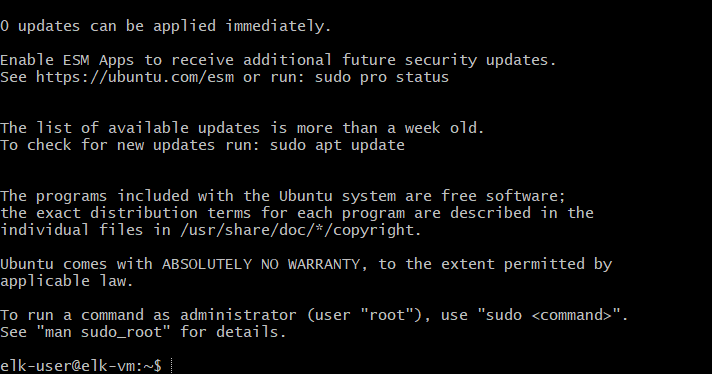 0 updates can be applied immediately.
Enable ESM Apps to receive additional future security updates.
See https://ubuntu.com/esm or run: sudo pro status
The list of available updates is more than a week old.
To check for new updates run: sudo apt update
The programs included with the Ubuntu system are free software;
the exact distribution terms for each program are described in the
individual files in /usr/share/doc/*/copyright.
Ubuntu comes with ABSOLUTELY NO WARRANTY, to the extent permitted by
applicable law.
To run a command as administrator (user "root"), use "sudo <command>".
See "man sudo_root" for details.
elk-user@elk-vm:~$